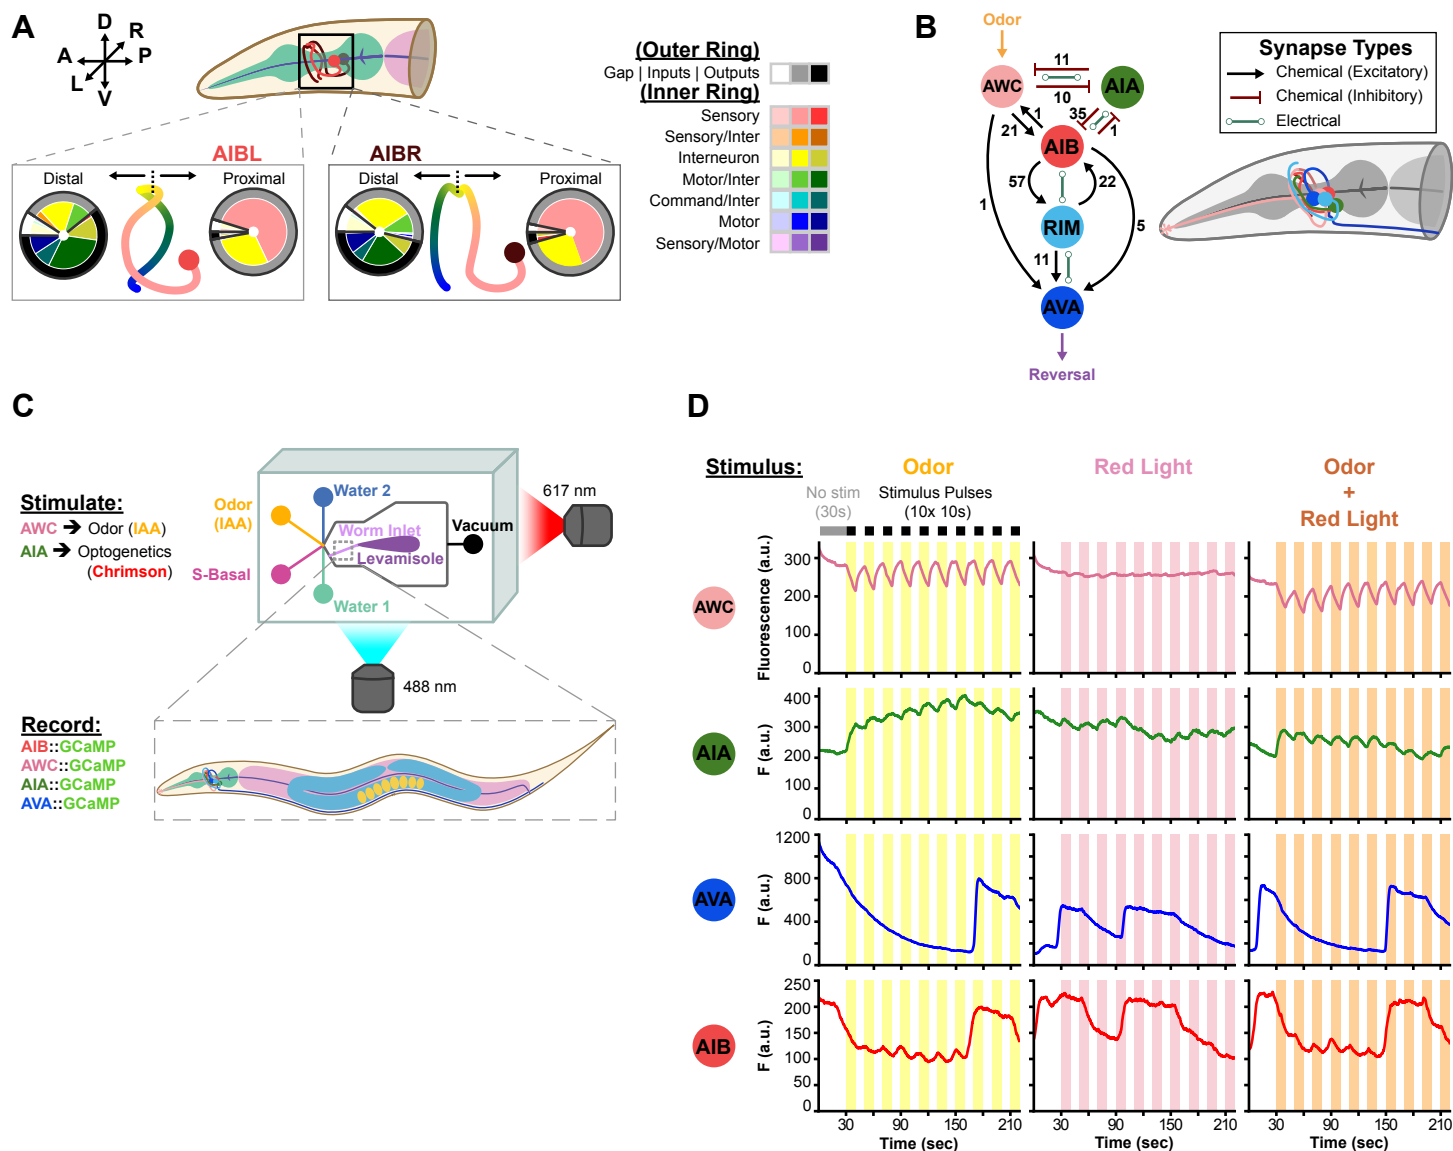 A
D
R
A
P
L
V
AIBL
Distal
Proximal
AIBR
Distal
Proximal
(Outer Ring)
Gap | Inputs | Outputs
(Inner Ring)
Sensory
Sensory/Inter
Interneuron
Motor/Inter
Command/Inter
Motor
Sensory/Motor
B
Odor
AWC
11
10
AIA
1
21
35
1
AIB
57
22
1
5
RIM
11
AVA
Reversal
Synapse Types
Chemical (Excitatory)
Chemical (Inhibitory)
Electrical
C
Stimulate:
AWC ➔ Odor (IAA)
AIA ➔ Optogenetics
(Chrimson)
Odor
(IAA)
Water 2
Worm Inlet
Levamisole
Vacuum
S-Basal
Water 1
617 nm
488 nm
Record:
AIB::GCaMP
AWC::GCaMP
AIA::GCaMP
AVA::GCaMP
D
Stimulus:
Odor
Red Light
Odor
+
Red Light
No stim
(30s)
Stimulus Pulses
(10x 10s)
AWC
Fluorescence (a.u.)
300
200
100
0
AIA
F (a.u.)
400
300
200
100
0
AVA
F (a.u.)
1200
800
400
0
AIB
F (a.u.)
250
200
150
100
50
0
30 90 150 210
Time (sec)
30 90 150 210
Time (sec)
30 90 150 210
Time (sec)